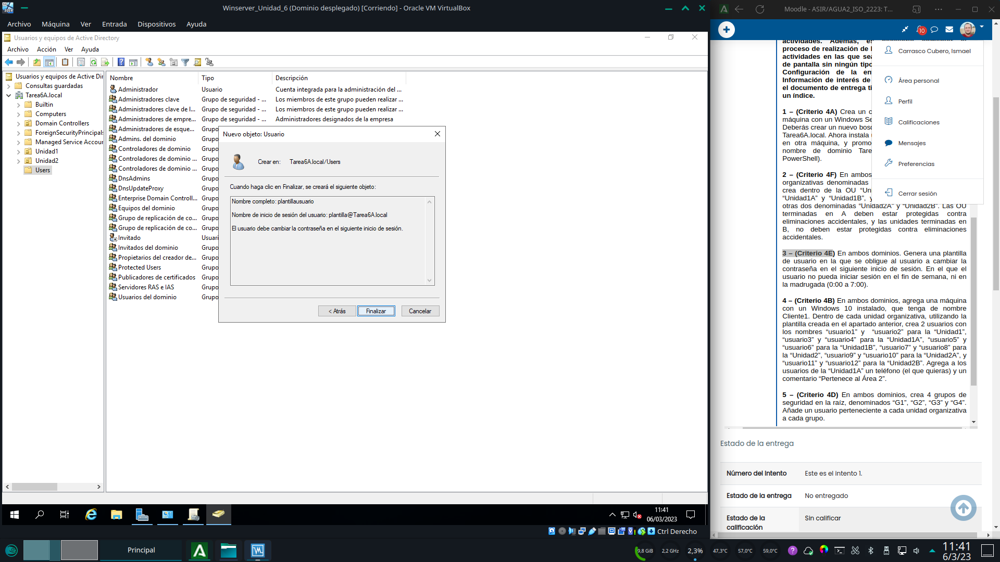 Winserver_Unidad_6 (Dominio desplegado) [Corriendo] - Oracle VM VirtualBox
Archivo Máquina Ver Entrada Dispositivos Ayuda
Usuarios y equipos de Active Directory
Archivo Acción Ver Ayuda
Usuarios y equipos de Active Dir
Consultas guardadas
Tarea6A.local
Builtin
Computers
Domain Controllers
ForeignSecurityPrincipals
Managed Service Accour
Unidad1
Unidad2
Users
Nombre Tipo Descripción
Administrador Usuario Cuenta integrada para la administración del ...
Administradores clave Grupo de seguridad - ... Los miembros de este grupo pueden realizar ...
Administradores clave de l... Grupo de seguridad - ... Los miembros de este grupo pueden realizar ...
Administradores de empre... Grupo de seguridad - ... Administradores designados de la empresa
Administradores de esque... Grupo
Admins. del dominio Grupo
Controladores de dominio Grupo
Controladores de dominio ... Grupo
Controladores de dominio ... Grupo
DnsAdmins Grupo
DnsUpdateProxy Grupo
Enterprise Domain Controll... Grupo
Equipos del dominio Grupo
Grupo de replicación de co... Grupo
Grupo de replicación de co... Grupo
Invitado Usuari
Invitados del dominio Grupo
Propietarios del creador de... Grupo
Protected Users Grupo
Publicadores de certificados Grupo
Servidores RAS e IAS Grupo
Usuarios del dominio Grupo
Nuevo objeto: Usuario
Crear en: Tarea6A.local/Users
Cuando haga clic en Finalizar, se creará el siguiente objeto:
Nombre completo: plantillausuario
Nombre de inicio de sesión del usuario: plantilla@Tarea6A.local
El usuario debe cambiar la contraseña en el siguiente inicio de sesión.
< Atrás Finalizar Cancelar
11:41
06/03/2023
Ctrl Derecho
Moodle - ASIR/AGUA2_ISO_2223: T...
10
Carrasco Cubero, Ismael
Área personal
Perfil
Calificaciones
Mensajes
Preferencias
Cerrar sesión
actividades. Además, es
proceso de realización de l
actividades en las que sea
de pantalla sin ningún tipo
Configuración de la en
Información de interés de
el documento de entrega ti
un índice.
1 – (Criterio 4A) Crea un c
máquina con un Windows Se
Deberás crear un nuevo bosc
Tarea6A.local. Ahora instala
en otra máquina, y promo
nombre de dominio Tare
PowerShell).
2 – (Criterio 4F) En ambos
organizativas denominadas
crea dentro de la OU “Un
“Unidad1A” y “Unidad1B”, y
otras dos denominadas “Unidad2A” y “Unidad2B”. Las OU
terminadas en A deben estar protegidas contra
eliminaciones accidentales, y las unidades terminadas en
B, no deben estar protegidas contra eliminaciones
accidentales.
3 – (Criterio 4E) En ambos dominios. Genera una plantilla
de usuario en la que se obligue al usuario a cambiar la
contraseña en el siguiente inicio de sesión. En el que el
usuario no pueda iniciar sesión en el fin de semana, ni en
la madrugada (0:00 a 7:00).
4 – (Criterio 4B) En ambos dominios, agrega una máquina
con un Windows 10 instalado, que tenga de nombre
Cliente1. Dentro de cada unidad organizativa, utilizando la
plantilla creada en el apartado anterior, crea 2 usuarios con
los nombres “usuario1” y “usuario2” para la “Unidad1”,
“usuario3” y “usuario4” para la “Unidad1A”, “usuario5” y
“usuario6” para la “Unidad1B”, “usuario7” y “usuario8” para
la “Unidad2”, “usuario9” y “usuario10” para la “Unidad2A”, y
“usuario11” y “usuario12” para la “Unidad2B”. Agrega a los
usuarios de la “Unidad1A” un teléfono (el que quieras) y un
comentario “Pertenece al Área 2”.
5 – (Criterio 4D) En ambos dominios, crea 4 grupos de
seguridad en la raíz, denominados “G1”, “G2”, “G3” y “G4”.
Añade un usuario perteneciente a cada unidad organizativa
a cada grupo.
Estado de la entrega
Número del intento Este es el intento 1.
Estado de la entrega No entregado
Estado de la calificación Sin calificar
Principal
9,8 GiB 2,2 GHz 2,3% 47,3°C 57,0°C 59,0°C
11:41
6/3/23